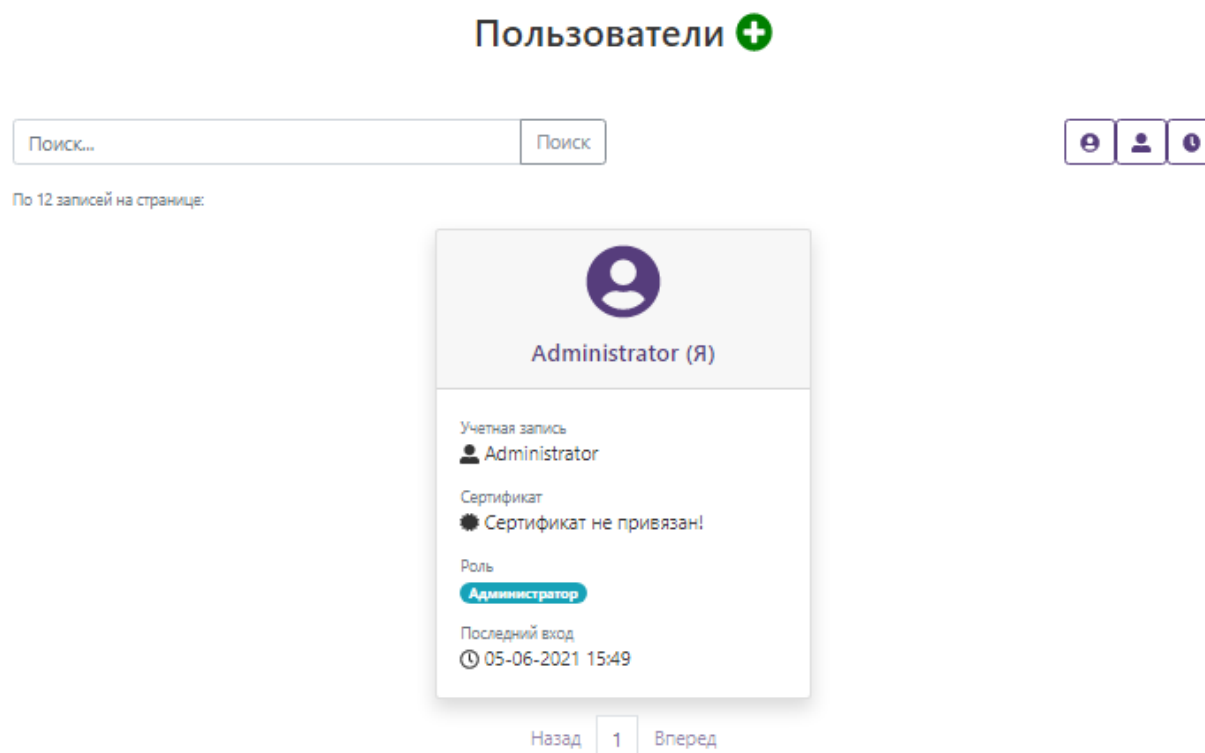 Пользователи
Поиск... Поиск
По 12 записей на странице:
Administrator (Я)
Учетная запись
Administrator
Сертификат
Сертификат не привязан!
Роль
Администратор
Последний вход
05-06-2021 15:49
Назад 1 Вперед